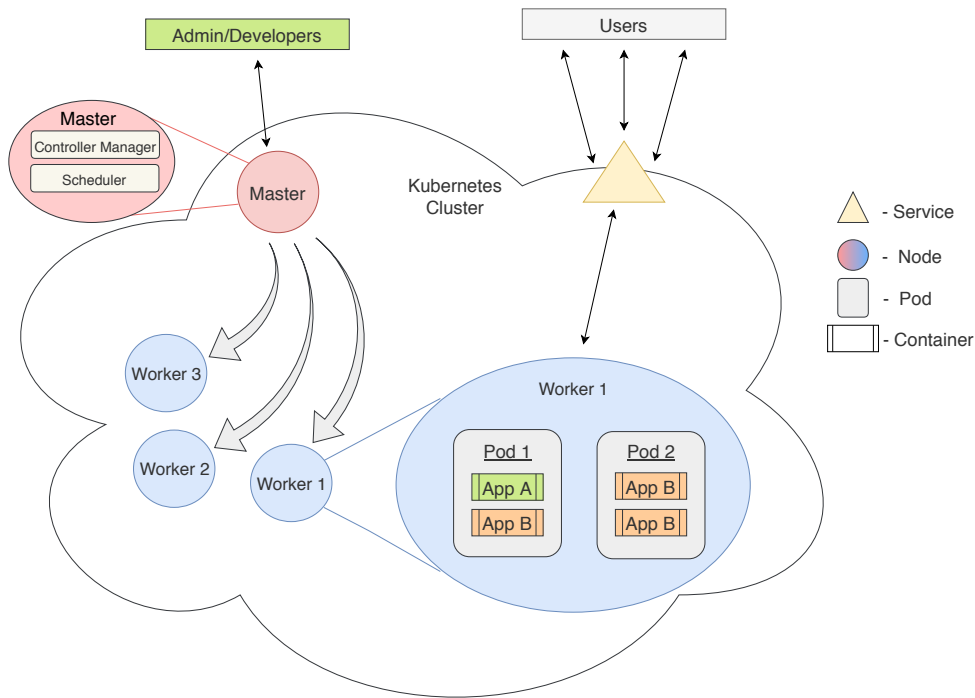 Admin/Developers
Users
Master
Controller Manager
Scheduler
Master
Kubernetes
Cluster
- Service
- Node
- Pod
- Container
Worker 3
Worker 2
Worker 1
Worker 1
Pod 1
App A
App B
Pod 2
App B
App B